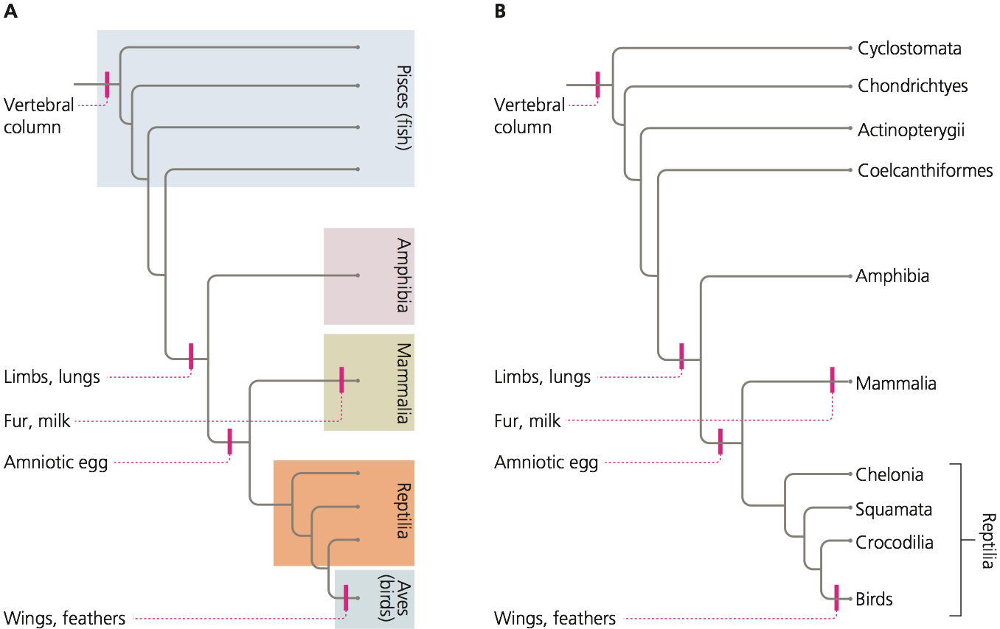 A
Pisces (fish)
Vertebral
column
Amphibia
Limbs, lungs
Mammalia
Fur, milk
Amniotic egg
Reptilia
Aves
(birds)
Wings, feathers
B
Cyclostomata
Chondrichtyes
Vertebral
column
Actinopterygii
Coelcanthiformes
Amphibia
Limbs, lungs
Mammalia
Fur, milk
Amniotic egg
Chelonia
Squamata
Crocodilia
Reptilia
Birds
Wings, feathers